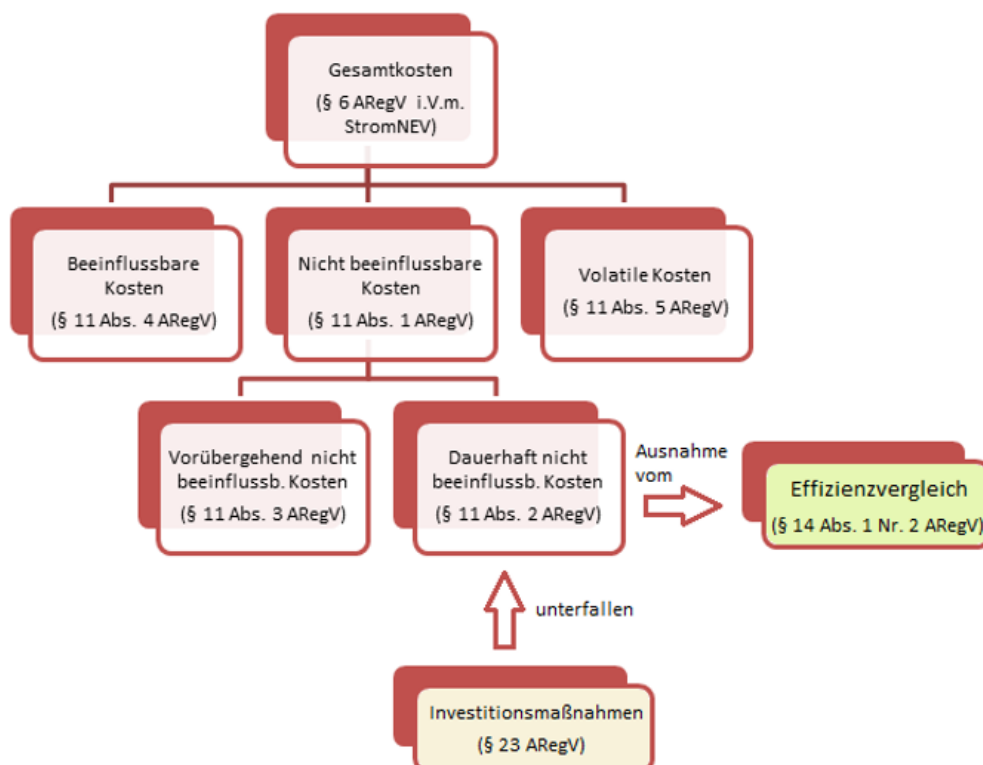 Gesamtkosten
(§ 6 ARegV i.V.m.
StromNEV)
Beeinflussbare
Kosten
(§ 11 Abs. 4 ARegV)
Nicht beeinflussbare
Kosten
(§ 11 Abs. 1 ARegV)
Volatile Kosten
(§ 11 Abs. 5 ARegV)
Vorübergehend nicht
beeinflussb. Kosten
(§ 11 Abs. 3 ARegV)
Dauerhaft nicht
beeinflussb. Kosten
(§ 11 Abs. 2 ARegV)
Ausnahme
vom
Effizienzvergleich
(§ 14 Abs. 1 Nr. 2 ARegV)
unterfallen
Investitionsmaßnahmen
(§ 23 ARegV)